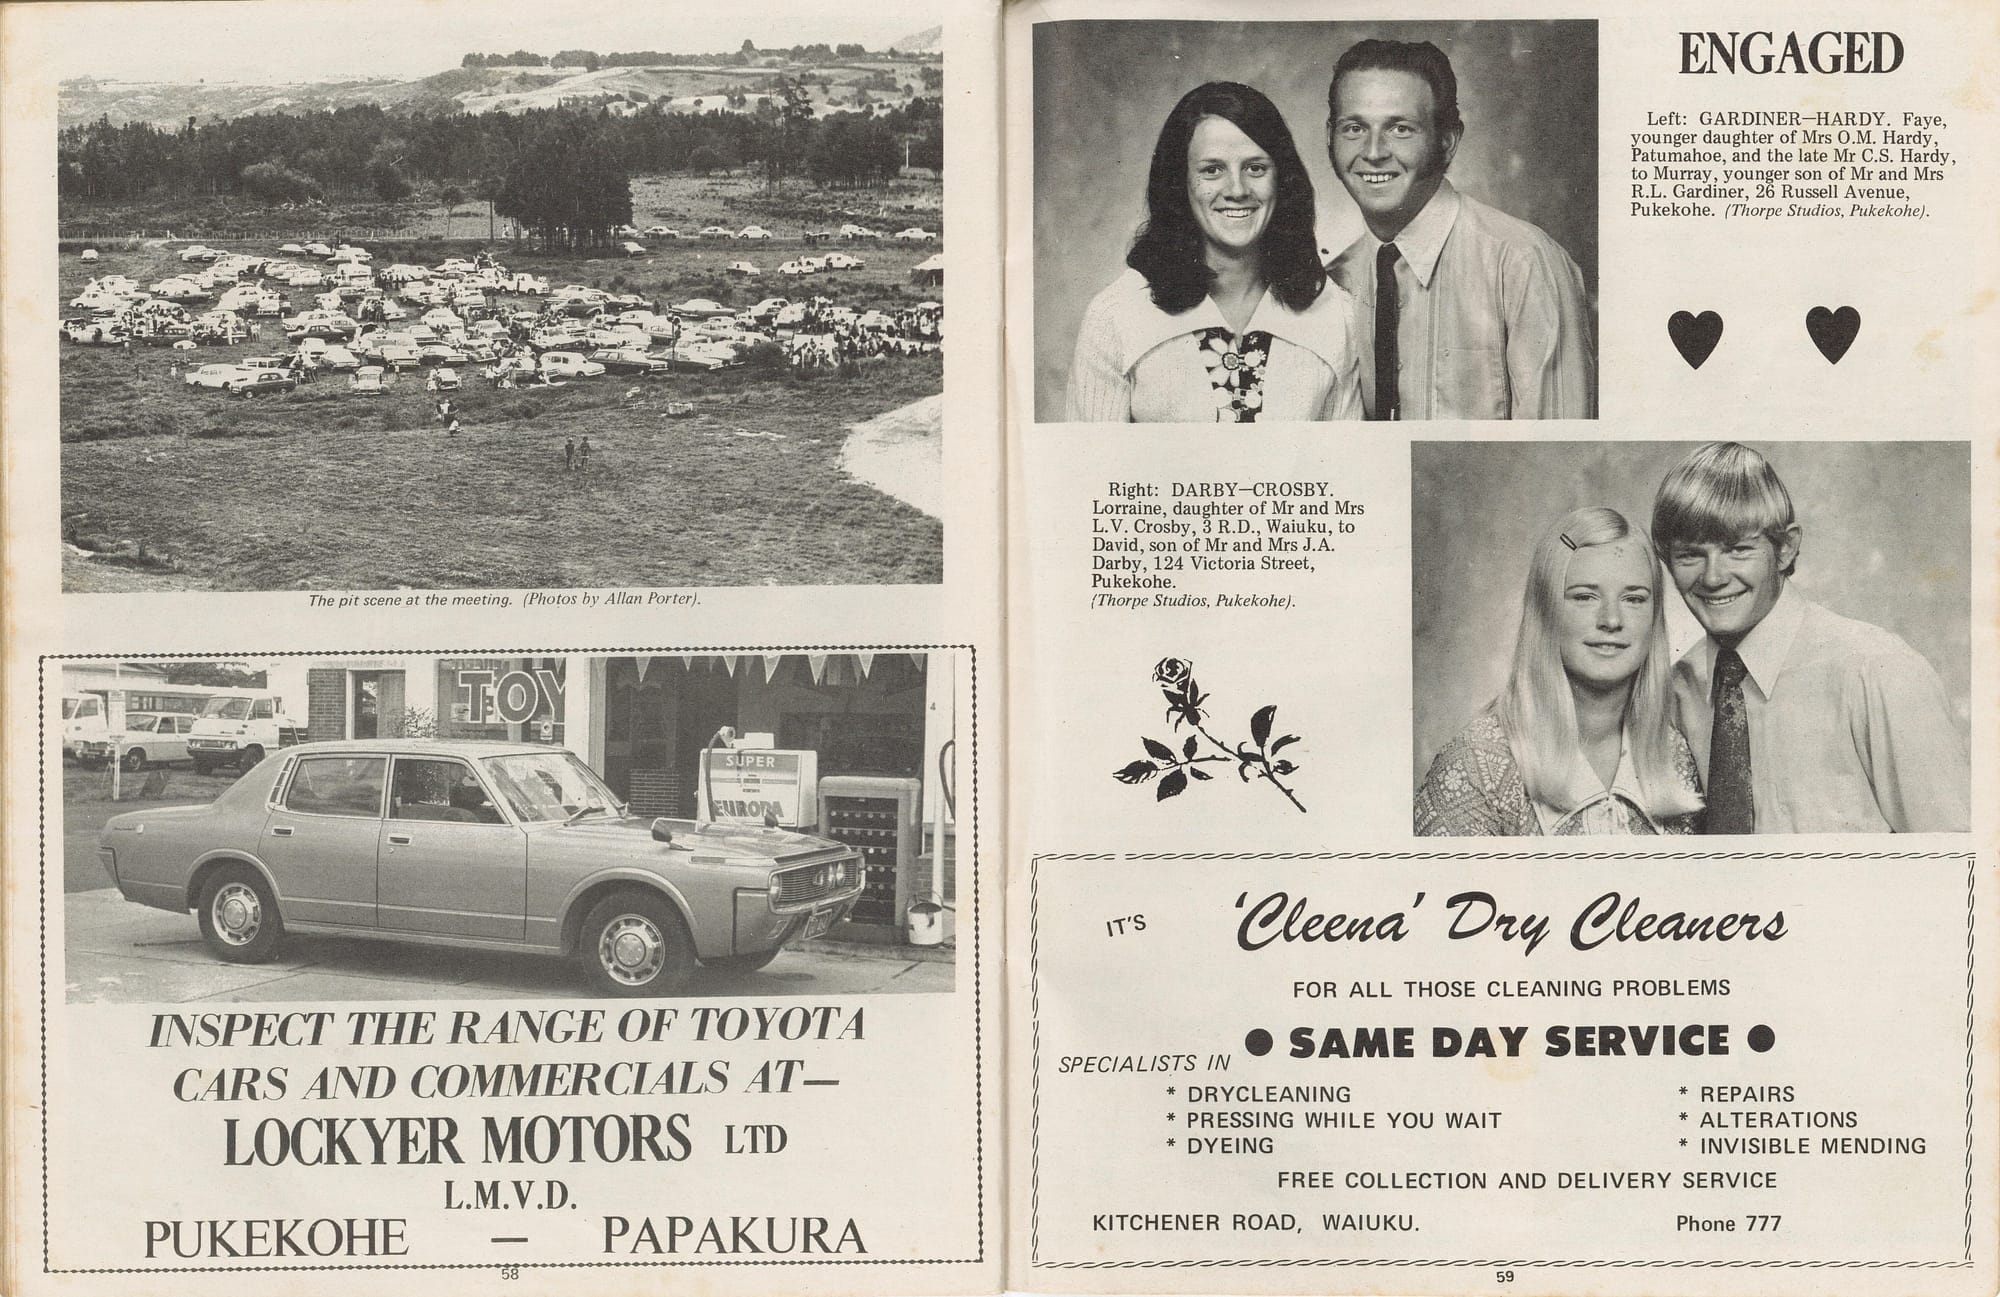 The pit scene at the meeting. (Photos by Allan Porter).
TOY
SUPER
EUROPA
4
INSPECT THE RANGE OF TOYOTA
CARS AND COMMERCIALS AT—
LOCKYER MOTORS LTD
L.M.V.D.
PUKEKOHE — PAPAKURA
58
ENGAGED
Left: GARDINER—HARDY. Faye,
younger daughter of Mrs O.M. Hardy,
Patumahoe, and the late Mr C.S. Hardy,
to Murray, younger son of Mr and Mrs
R.L. Gardiner, 26 Russell Avenue,
Pukekohe. (Thorpe Studios, Pukekohe).
Right: DARBY—CROSBY.
Lorraine, daughter of Mr and Mrs
L.V. Crosby, 3 R.D., Waiuku, to
David, son of Mr and Mrs J.A.
Darby, 124 Victoria Street,
Pukekohe.
(Thorpe Studios, Pukekohe).
IT'S 'Cleena' Dry Cleaners
FOR ALL THOSE CLEANING PROBLEMS
● SAME DAY SERVICE ●
SPECIALISTS IN
* DRYCLEANING
* PRESSING WHILE YOU WAIT
* DYEING
* REPAIRS
* ALTERATIONS
* INVISIBLE MENDING
FREE COLLECTION AND DELIVERY SERVICE
KITCHENER ROAD, WAIUKU. Phone 777
59